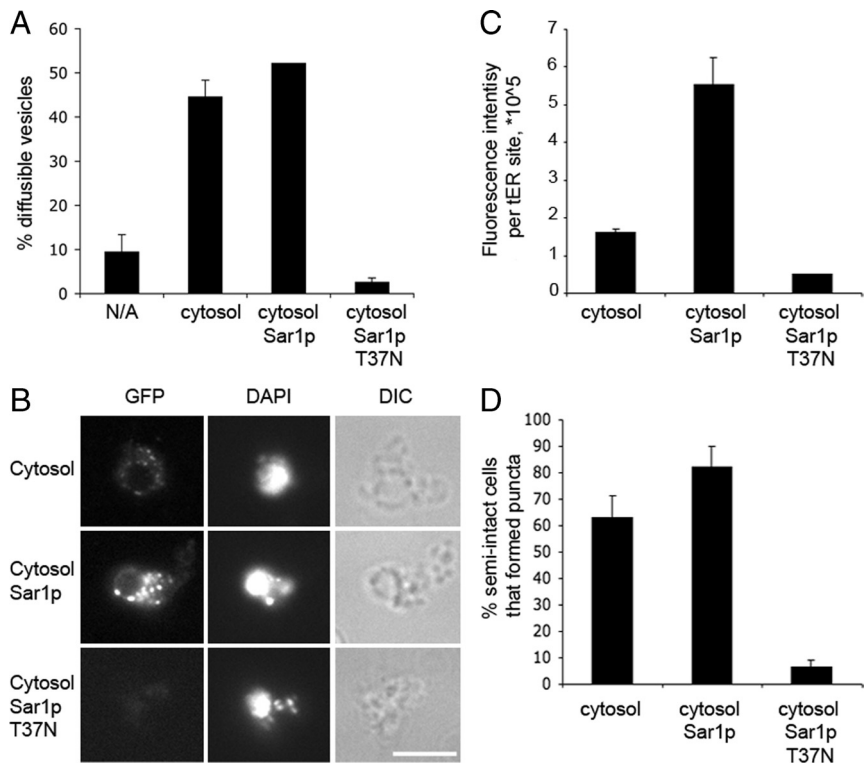 A
% diffusible vesicles
60
50
40
30
20
10
0
N/A
cytosol
cytosol
Sar1p
cytosol
Sar1p
T37N
C
Fluorescence intentisy
per tER site, *10^5
7
6
5
4
3
2
1
0
cytosol
cytosol
Sar1p
cytosol
Sar1p
T37N
B
GFP
DAPI
DIC
Cytosol
Cytosol
Sar1p
Cytosol
Sar1p
T37N
D
% semi-intact cells
that formed puncta
100
90
80
70
60
50
40
30
20
10
0
cytosol
cytosol
Sar1p
cytosol
Sar1p
T37N